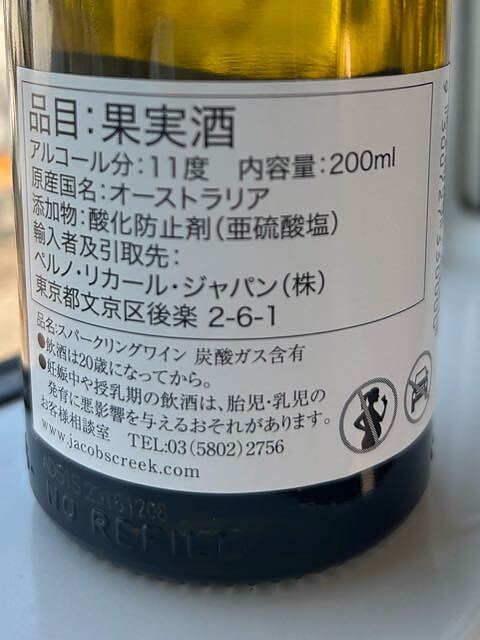 品目：果実酒
アルコール分：11度　内容量：200ml
原産国名：オーストラリア
添加物：酸化防止剤（亜硫酸塩）
輸入者及引取先：
ペルノ・リカール・ジャパン（株）
東京都文京区後楽 2-6-1
品名：スパークリングワイン 炭酸ガス含有
●飲酒は20歳になってから。
●妊娠中や授乳期の飲酒は、胎児・乳児の
発育に悪影響を与えるおそれがあります。
お客様相談室　TEL:03 (5802) 2756
www.jacobscreek.com
NO REFILL